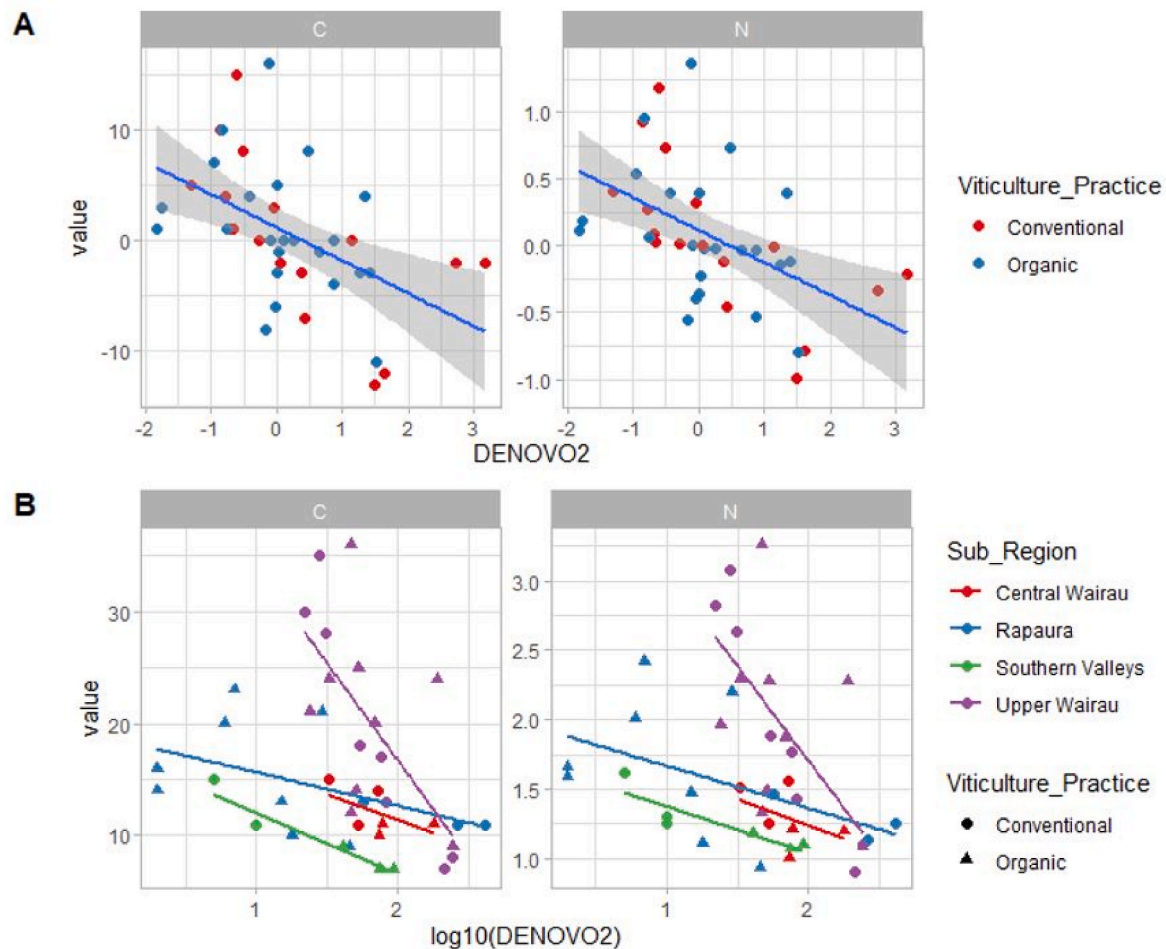 A
C
N
value
10
0
-10
1.0
0.5
0.0
-0.5
-1.0
-2 -1 0 1 2 3
-2 -1 0 1 2 3
DENOVO2
Viticulture_Practice
Conventional
Organic
B
C
N
value
30
20
10
3.0
2.5
2.0
1.5
1.0
1 2
1 2
log10(DENOVO2)
Sub_Region
Central Wairau
Rapaura
Southern Valleys
Upper Wairau
Viticulture_Practice
Conventional
Organic